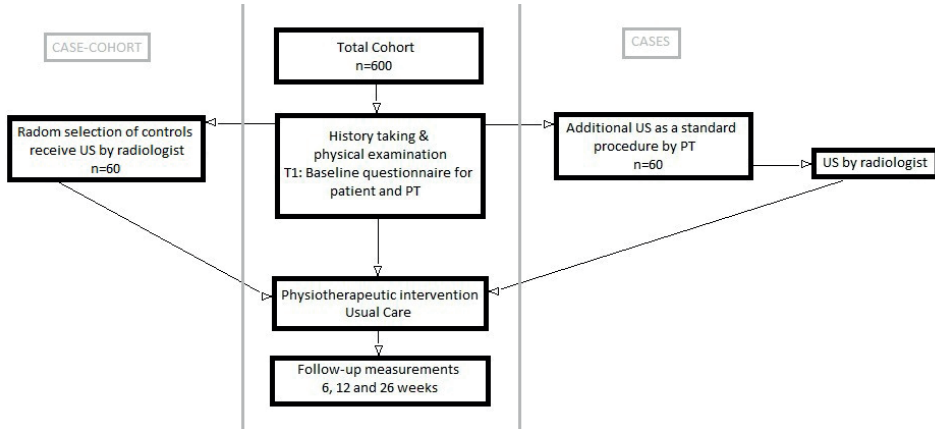 CASE-COHORT
Total Cohort
n=600
CASES
Radom selection of controls
receive US by radiologist
n=60
History taking &
physical examination
T1: Baseline questionnaire for
patient and PT
Additional US as a standard
procedure by PT
n=60
US by radiologist
Physiotherapeutic intervention
Usual Care
Follow-up measurements
6, 12 and 26 weeks